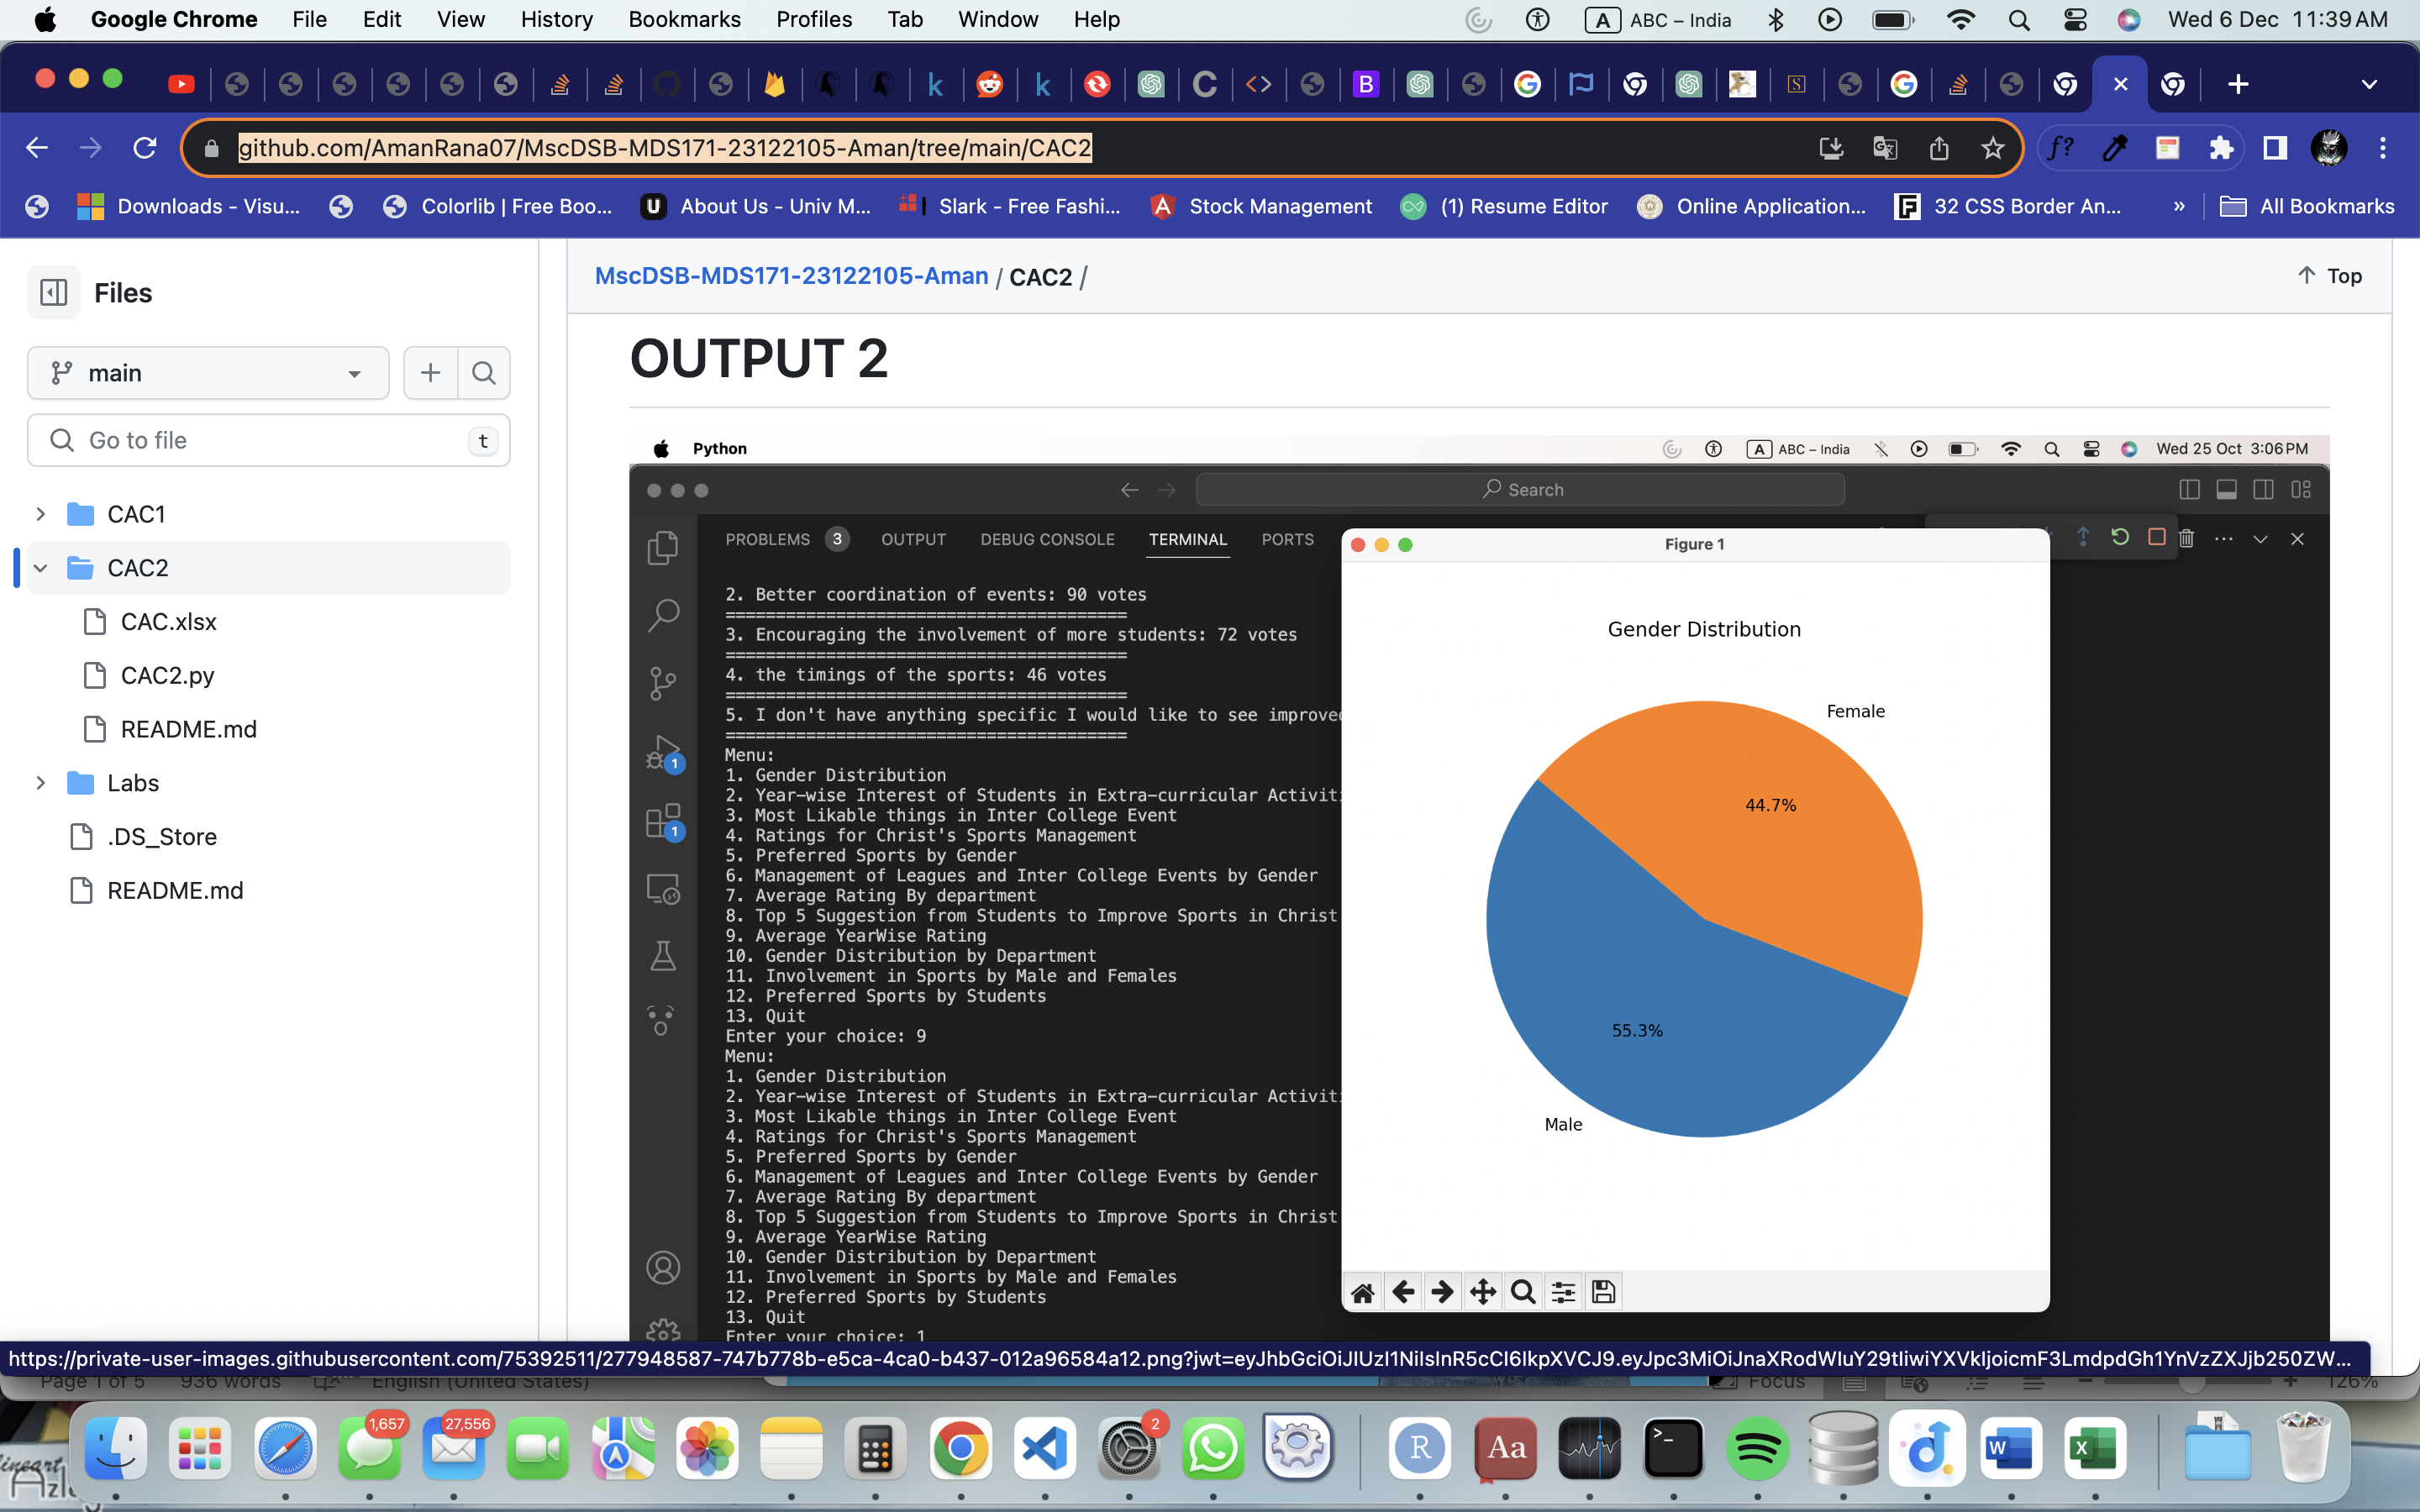 Google Chrome File Edit View History Bookmarks Profiles Tab Window Help A ABC – India Wed 6 Dec 11:39 AM
github.com/AmanRana07/MscDSB-MDS171-23122105-Aman/tree/main/CAC2 f?
Downloads - Visu... Colorlib | Free Boo... About Us - Univ M... Slark - Free Fashi... Stock Management (1) Resume Editor Online Application... 32 CSS Border An... » All Bookmarks
Files
MscDSB-MDS171-23122105-Aman / CAC2 /
Top
main
Go to file t
CAC1
CAC2
CAC.xlsx
CAC2.py
README.md
Labs
.DS_Store
README.md
OUTPUT 2
Python A ABC – India Wed 25 Oct 3:06 PM
Search
PROBLEMS 3 OUTPUT DEBUG CONSOLE TERMINAL PORTS
2. Better coordination of events: 90 votes
========================================
3. Encouraging the involvement of more students: 72 votes
========================================
4. the timings of the sports: 46 votes
========================================
5. I don't have anything specific I would like to see improved
========================================
Menu:
1. Gender Distribution
2. Year-wise Interest of Students in Extra-curricular Activiti
3. Most Likable things in Inter College Event
4. Ratings for Christ's Sports Management
5. Preferred Sports by Gender
6. Management of Leagues and Inter College Events by Gender
7. Average Rating By department
8. Top 5 Suggestion from Students to Improve Sports in Christ
9. Average YearWise Rating
10. Gender Distribution by Department
11. Involvement in Sports by Male and Females
12. Preferred Sports by Students
13. Quit
Enter your choice: 9
Menu:
1. Gender Distribution
2. Year-wise Interest of Students in Extra-curricular Activiti
3. Most Likable things in Inter College Event
4. Ratings for Christ's Sports Management
5. Preferred Sports by Gender
6. Management of Leagues and Inter College Events by Gender
7. Average Rating By department
8. Top 5 Suggestion from Students to Improve Sports in Christ
9. Average YearWise Rating
10. Gender Distribution by Department
11. Involvement in Sports by Male and Females
12. Preferred Sports by Students
13. Quit
Enter your choice: 1
1
1
Figure 1
Gender Distribution
Female
44.7%
55.3%
Male
https://private-user-images.githubusercontent.com/75392511/277948587-747b778b-e5ca-4ca0-b437-012a96584a12.png?jwt=
Page 1 of 5 936 words English (United States) Focus 126%
1,657 27,556 2
R Aa W X